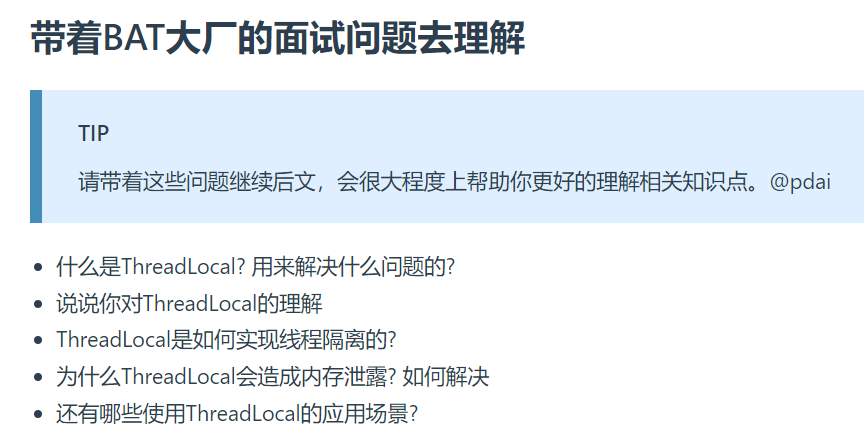 带着BAT大厂的面试问题去理解
TIP
请带着这些问题继续后文，会很大程度上帮助你更好的理解相关知识点。@pdai
什么是ThreadLocal? 用来解决什么问题的?
说说你对ThreadLocal的理解
ThreadLocal是如何实现线程隔离的?
为什么ThreadLocal会造成内存泄露? 如何解决
还有哪些使用ThreadLocal的应用场景?